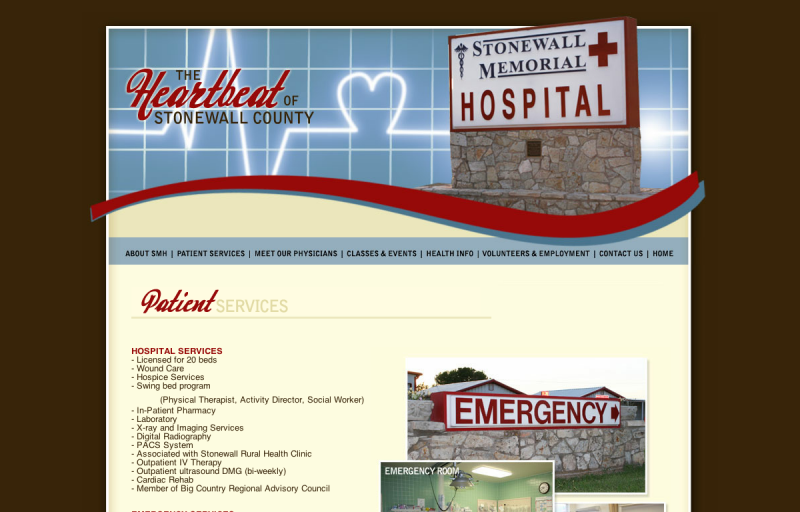 THE
Heartbeat OF
STONEWALL COUNTY
STONEWALL
MEMORIAL
HOSPITAL
ABOUT SMH | PATIENT SERVICES | MEET OUR PHYSICIANS | CLASSES & EVENTS | HEALTH INFO | VOLUNTEERS & EMPLOYMENT | CONTACT US | HOME
Patient SERVICES
HOSPITAL SERVICES
- Licensed for 20 beds
- Wound Care
- Hospice Services
- Swing bed program
(Physical Therapist, Activity Director, Social Worker)
- In-Patient Pharmacy
- Laboratory
- X-ray and Imaging Services
- Digital Radiography
- PACS System
- Associated with Stonewall Rural Health Clinic
- Outpatient IV Therapy
- Outpatient ultrasound DMG (bi-weekly)
- Cardiac Rehab
- Member of Big Country Regional Advisory Council
EMERGENCY SERVICES
EMERGENCY
EMERGENCY ROOM